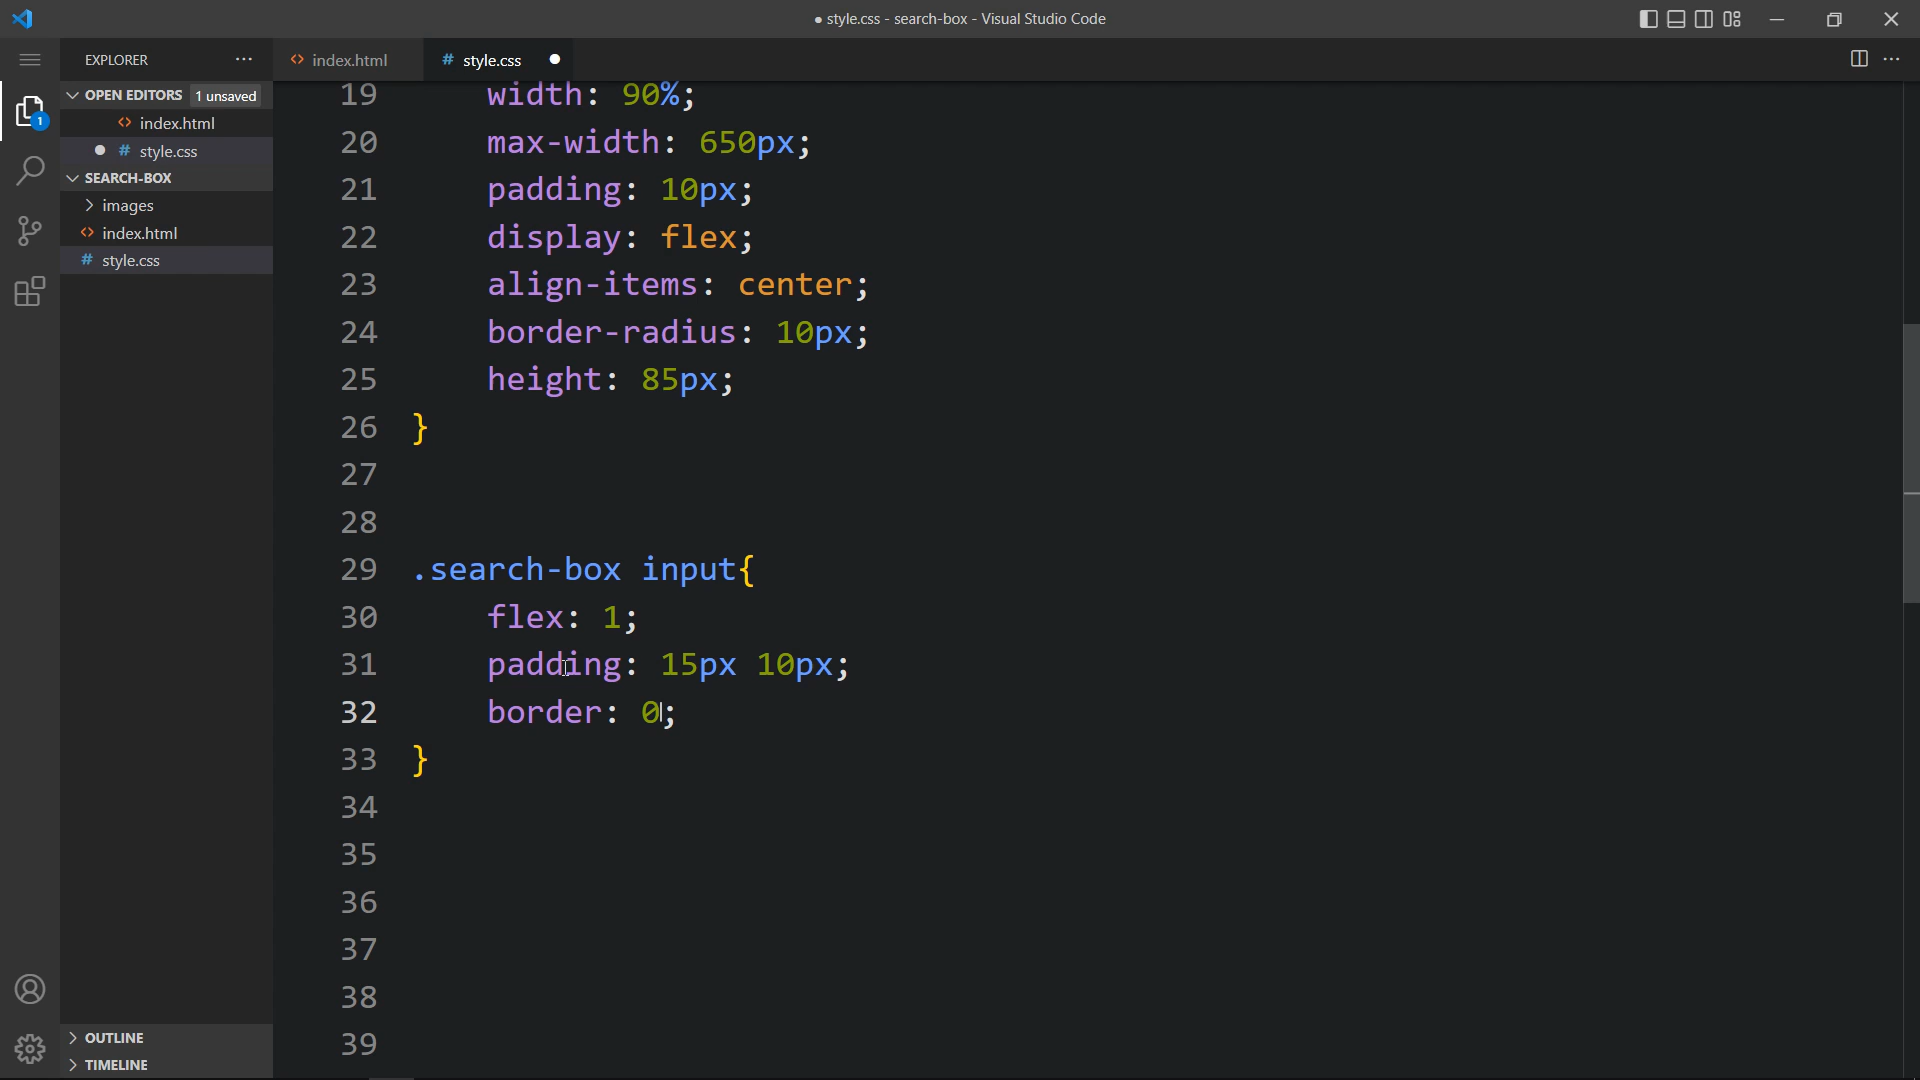 ● style.css - search-box - Visual Studio Code
EXPLORER
OPEN EDITORS 1 unsaved
<> index.html
● # style.css
SEARCH-BOX
> images
<> index.html
# style.css
1
OUTLINE
TIMELINE
<> index.html
# style.css ●
19 width: 90%;
20 max-width: 650px;
21 padding: 10px;
22 display: flex;
23 align-items: center;
24 border-radius: 10px;
25 height: 85px;
26 }
27
28
29 .search-box input{
30 flex: 1;
31 padding: 15px 10px;
32 border: 0;
33 }
34
35
36
37
38
39